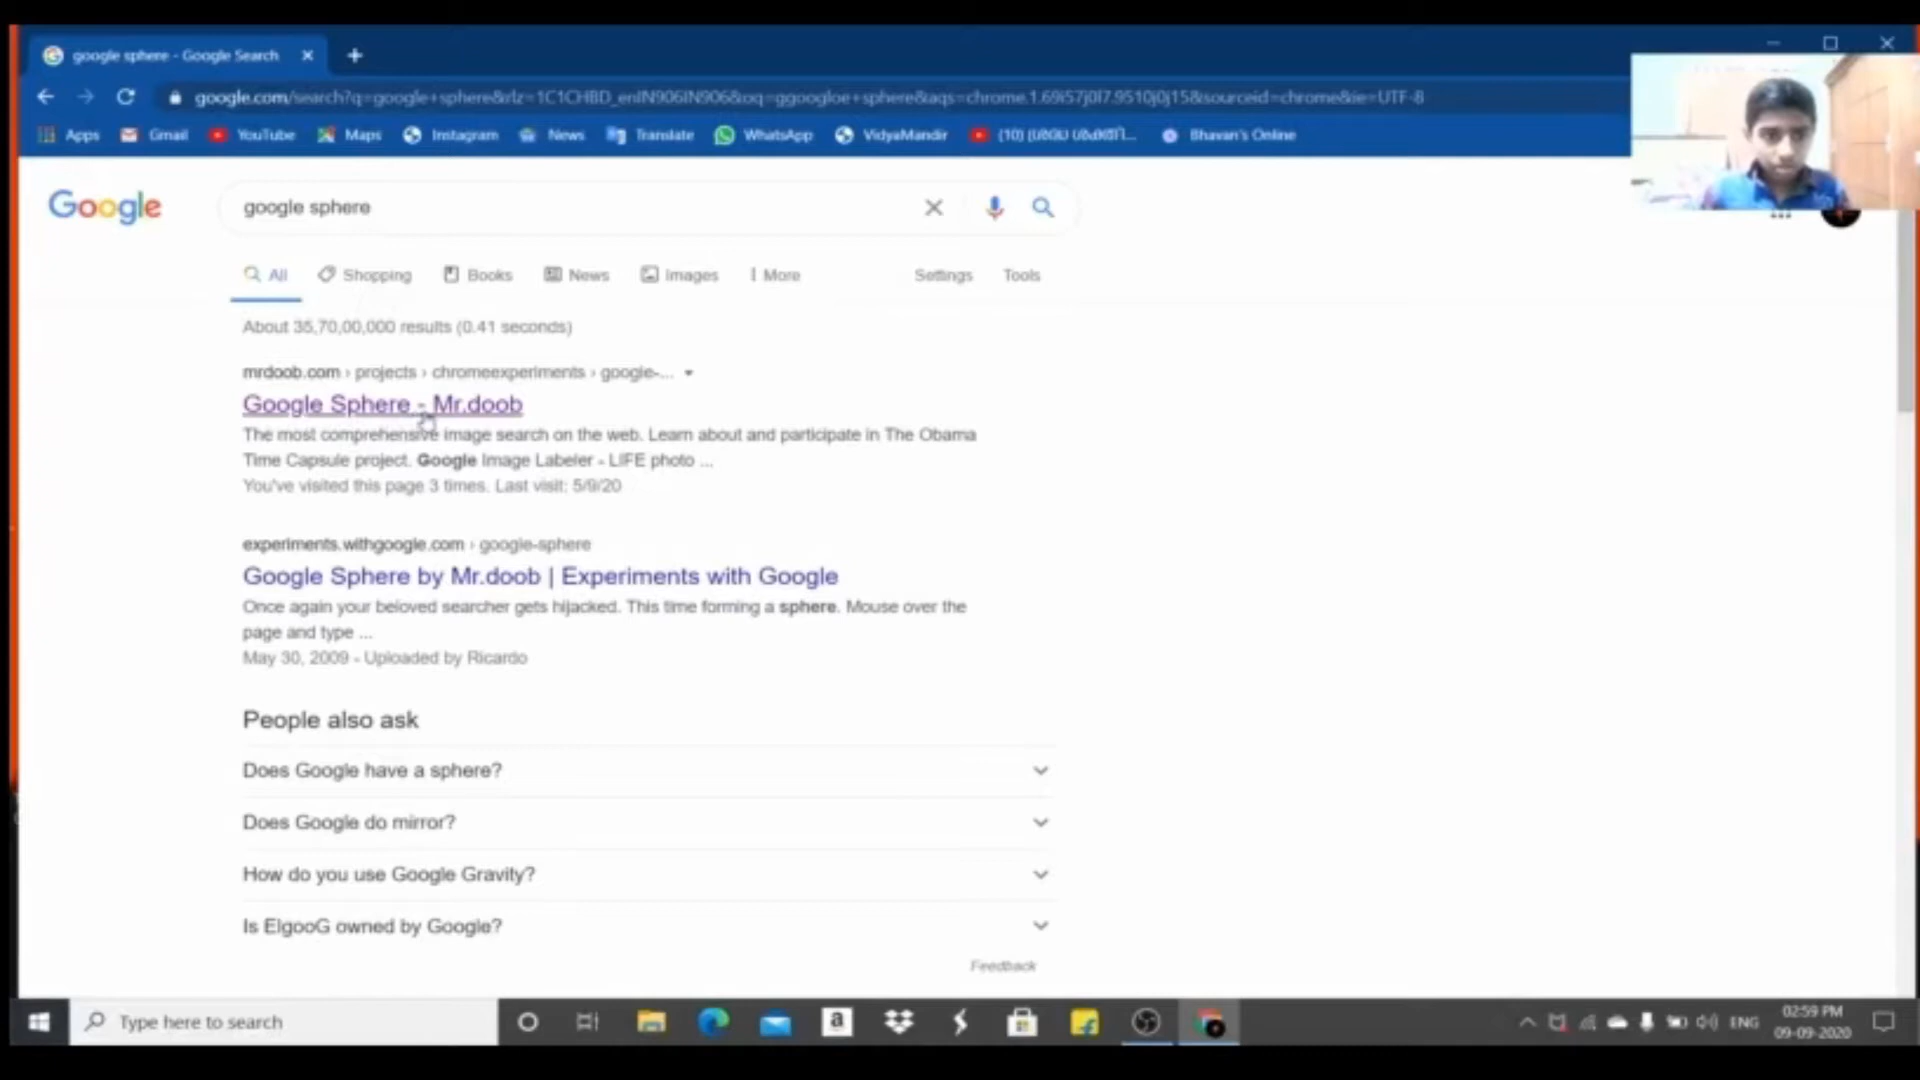 google sphere - Google Search
google.com/search?q=google+sphere&rlz=1C1CHBD_enIN906IN906&oq=ggoogloe+sphere&aqs=chrome.1.69i57j0l7.9510j0j15&sourceid=chrome&ie=UTF-8
Apps Gmail YouTube Maps Instagram News Translate WhatsApp VidyaMandir (10) Bhavan's Online
Google
google sphere
All Shopping Books News Images More Settings Tools
About 35,70,00,000 results (0.41 seconds)
mrdoob.com › projects › chromeexperiments › google-...
Google Sphere - Mr.doob
The most comprehensive image search on the web. Learn about and participate in The Obama
Time Capsule project. Google Image Labeler - LIFE photo ...
You've visited this page 3 times. Last visit: 5/9/20
experiments.withgoogle.com › google-sphere
Google Sphere by Mr.doob | Experiments with Google
Once again your beloved searcher gets hijacked. This time forming a sphere. Mouse over the
page and type ...
May 30, 2009 - Uploaded by Ricardo
People also ask
Does Google have a sphere?
Does Google do mirror?
How do you use Google Gravity?
Is ElgooG owned by Google?
Feedback
Type here to search
a
ENG
02:59 PM
09-09-2020